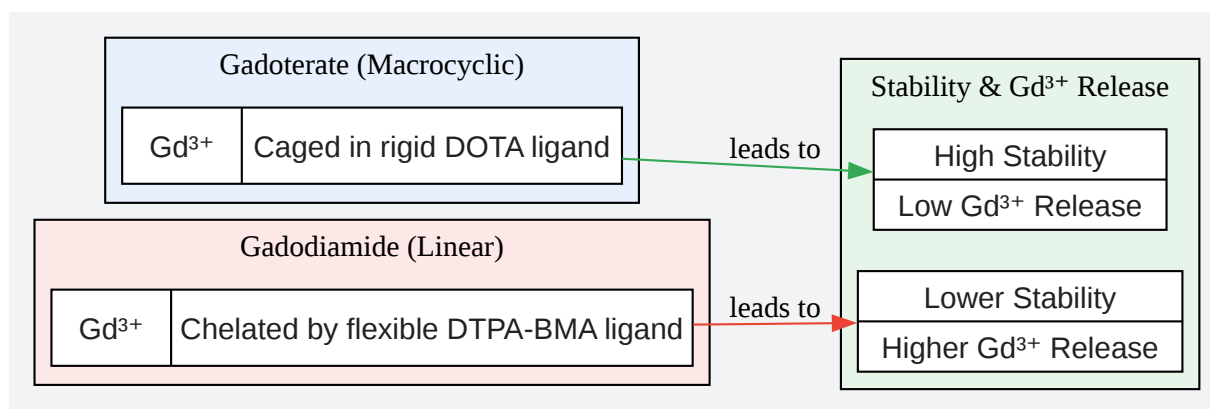 Gadoterate (Macrocyclic)
Gd³⁺
Caged in rigid DOTA ligand
leads to
Gadodiamide (Linear)
Gd³⁺
Chelated by flexible DTPA-BMA ligand
leads to
Stability & Gd³⁺ Release
High Stability
Low Gd³⁺ Release
Lower Stability
Higher Gd³⁺ Release